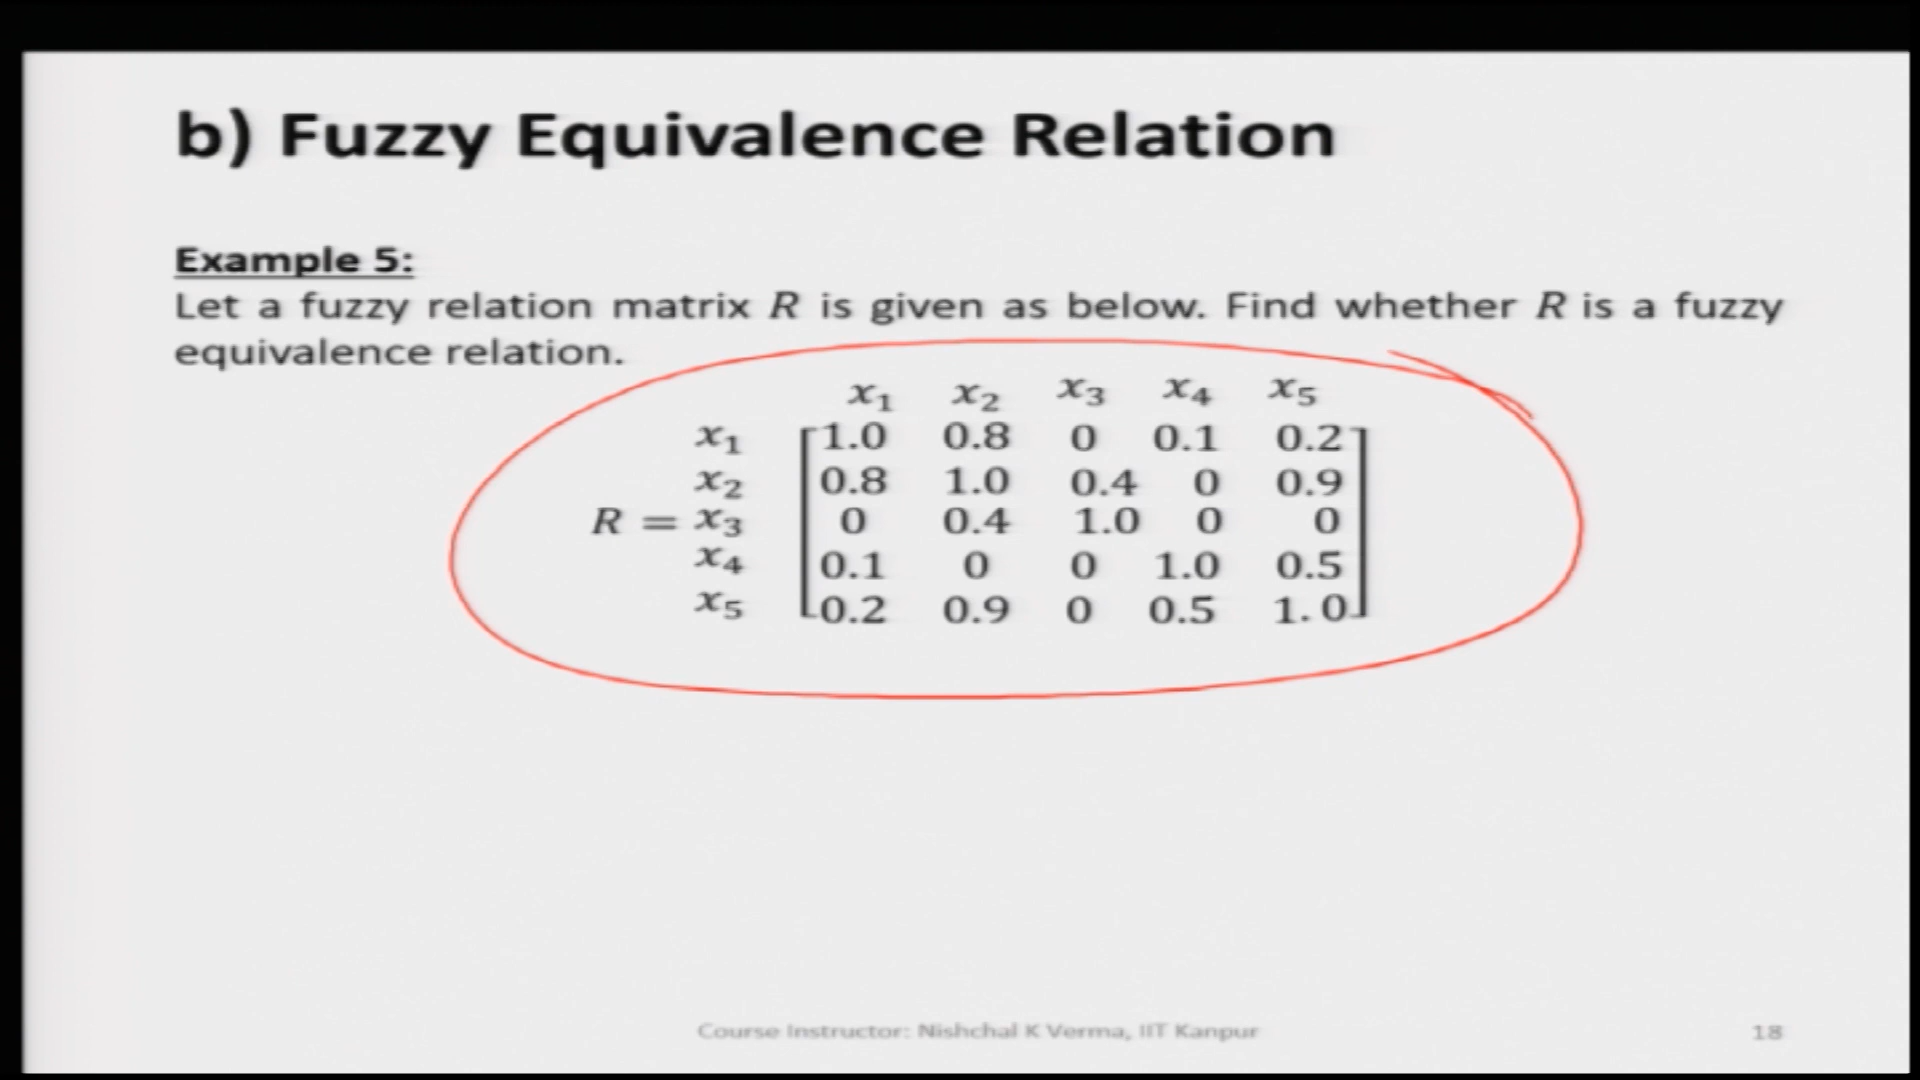 b) Fuzzy Equivalence Relation
Example 5:
Let a fuzzy relation matrix R is given as below. Find whether R is a fuzzy
equivalence relation.
x₁ x₂ x₃ x₄ x₅
x₁ 1.0 0.8 0 0.1 0.2
x₂ 0.8 1.0 0.4 0 0.9
R = x₃ 0 0.4 1.0 0 0
x₄ 0.1 0 0 1.0 0.5
x₅ 0.2 0.9 0 0.5 1.0
Course Instructor: Nishchal K Verma, IIT Kanpur
18